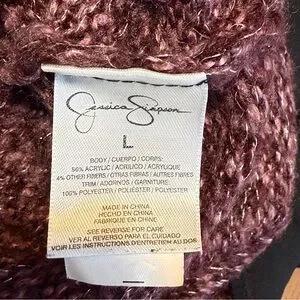 Jessica Simpson
L
BODY / CUERPO / CORPS:
96% ACRYLIC / ACRILICO / ACRYLIQUE
4% OTHER FIBERS / OTRAS FIBRAS / AUTRES FIBRES
TRIM / ADORNOS / GARNITURE:
100% POLYESTER / POLIÉSTER / POLYESTER
MADE IN CHINA
HECHO EN CHINA
FABRIQUÉ EN CHINE
SEE REVERSE FOR CARE
VER AL REVERSO PARA EL CUIDADO
VOIR LES INSTRUCTIONS D'ENTRETIEN AU DOS